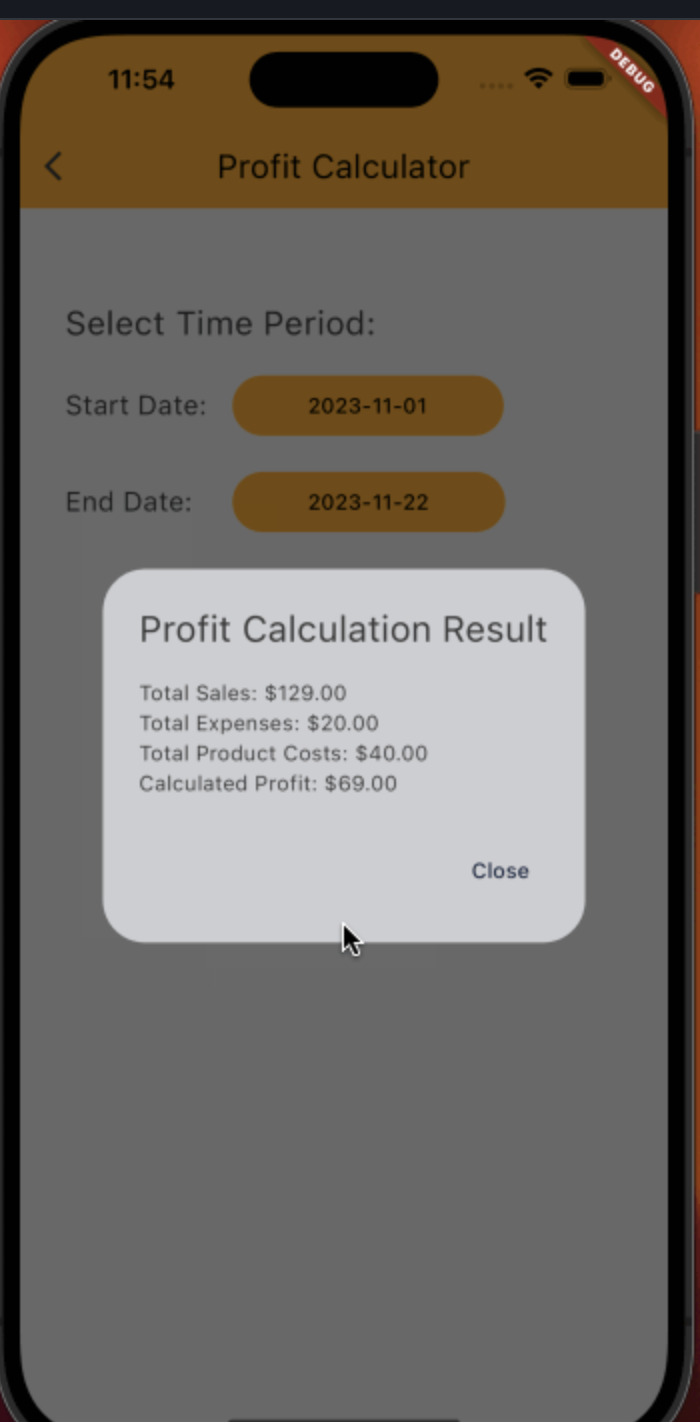 11:54
DEBUG
Profit Calculator
Select Time Period:
Start Date: 2023-11-01
End Date: 2023-11-22
Profit Calculation Result
Total Sales: $129.00
Total Expenses: $20.00
Total Product Costs: $40.00
Calculated Profit: $69.00
Close